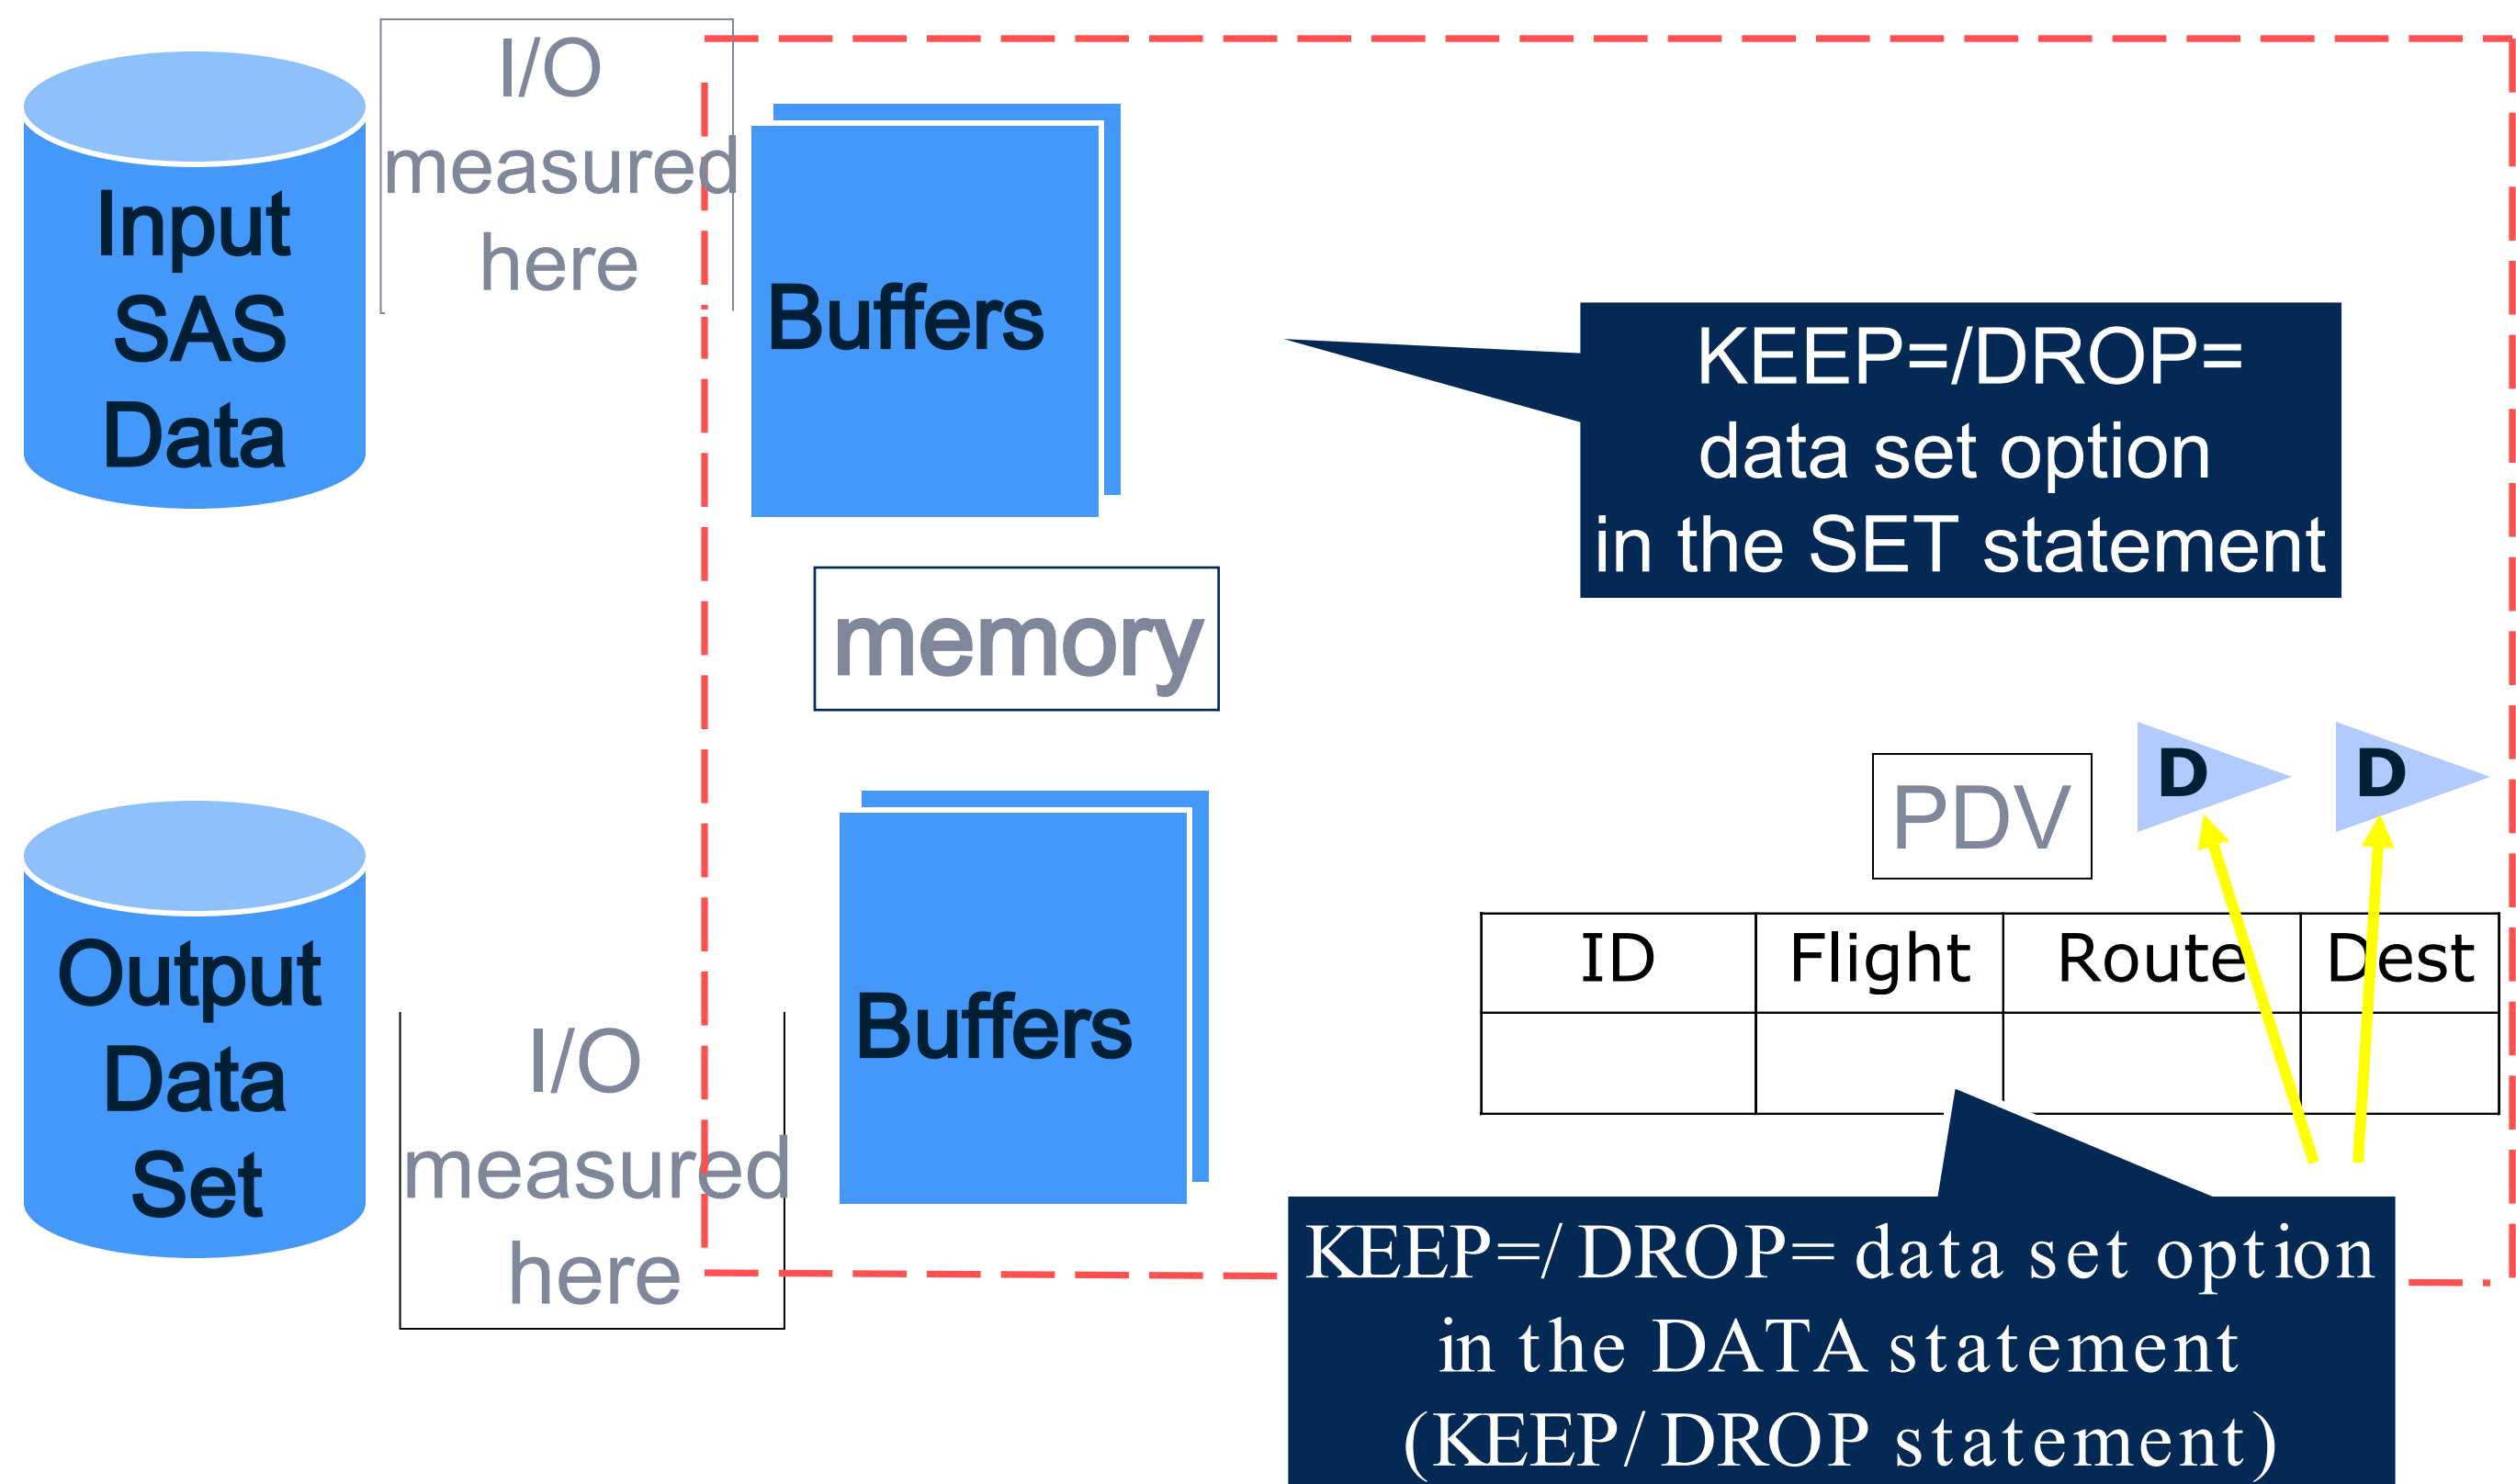 Input
SAS
Data
I/O
measured
here
Buffers
KEEP=/DROP=
data set option
in the SET statement
memory
PDV
D
D
ID
Flight
Route
Dest
Output
Data
Set
I/O
measured
here
Buffers
KEEP=/ DROP= data set option
in the DATA statement
(KEEP/ DROP statement)